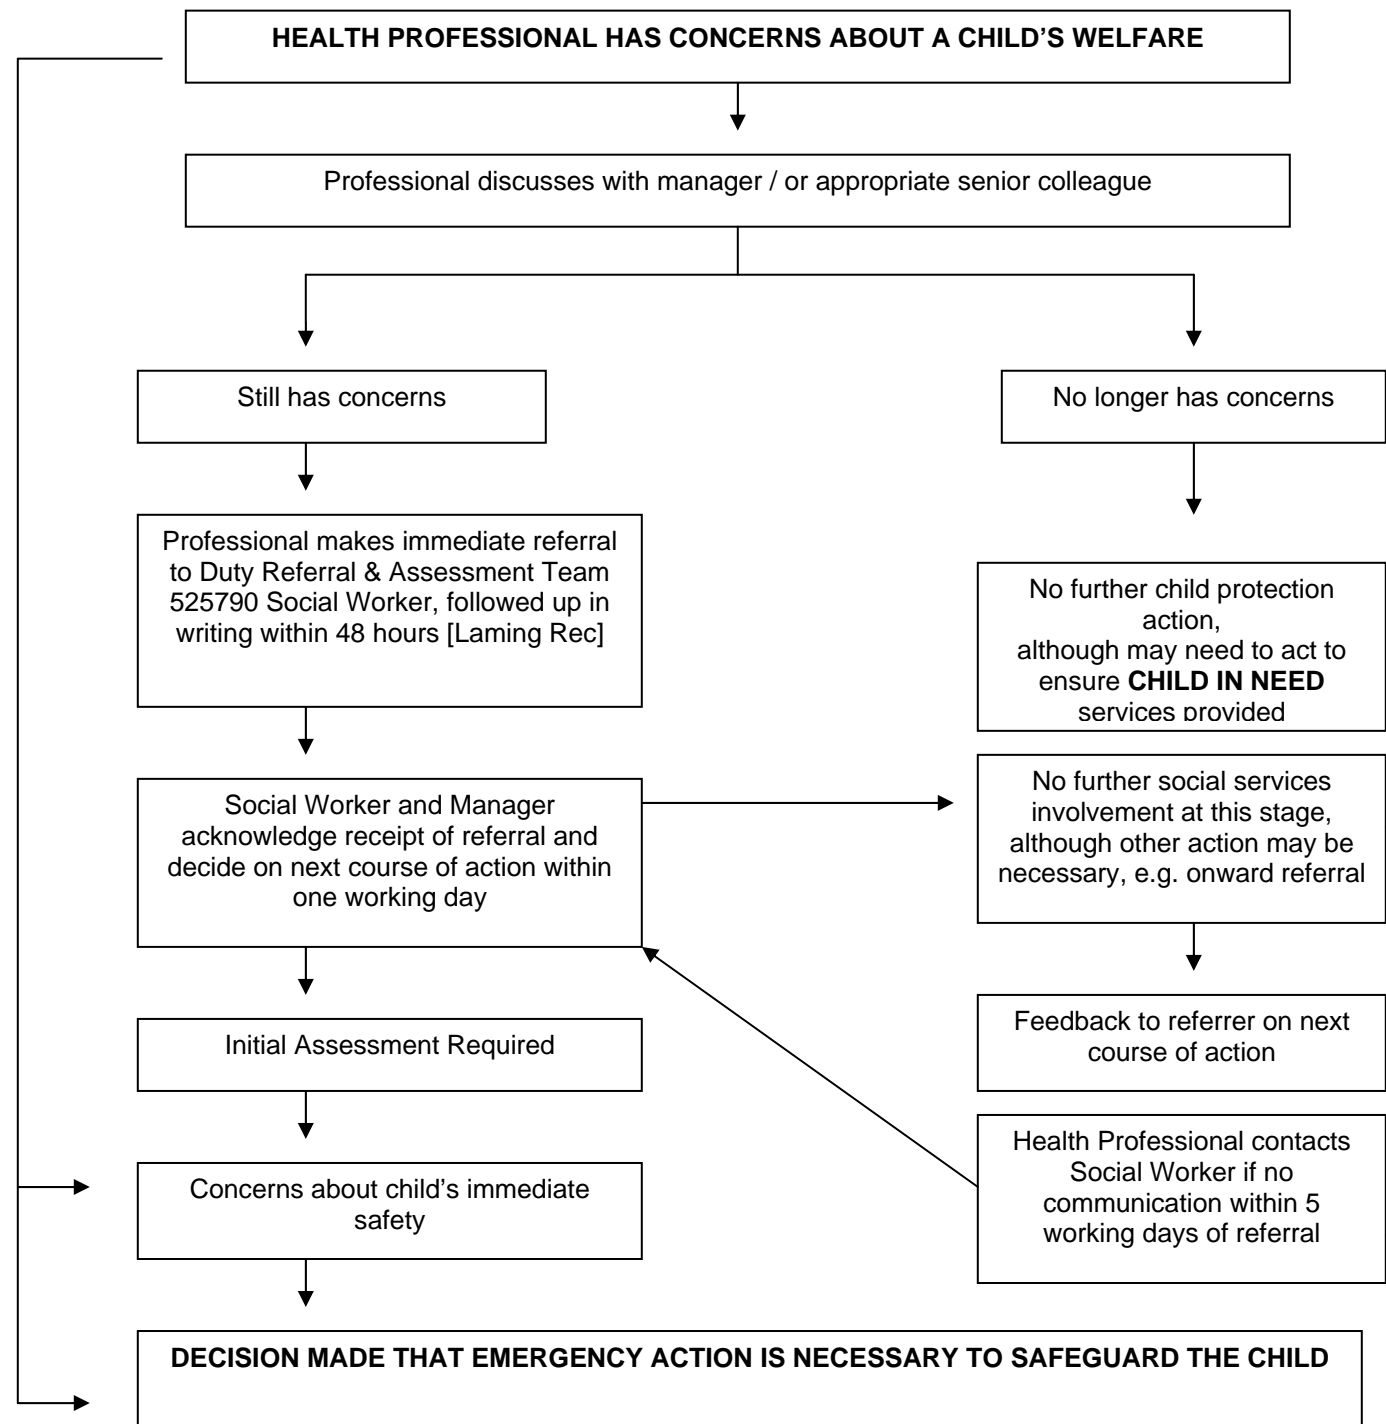 HEALTH PROFESSIONAL HAS CONCERNS ABOUT A CHILD’S WELFARE
Professional discusses with manager / or appropriate senior colleague
Still has concerns
No longer has concerns
Professional makes immediate referral
to Duty Referral & Assessment Team
525790 Social Worker, followed up in
writing within 48 hours [Laming Rec]
No further child protection
action,
although may need to act to
ensure CHILD IN NEED
services provided
Social Worker and Manager
acknowledge receipt of referral and
decide on next course of action within
one working day
No further social services
involvement at this stage,
although other action may be
necessary, e.g. onward referral
Initial Assessment Required
Feedback to referrer on next
course of action
Concerns about child’s immediate
safety
Health Professional contacts
Social Worker if no
communication within 5
working days of referral
DECISION MADE THAT EMERGENCY ACTION IS NECESSARY TO SAFEGUARD THE CHILD